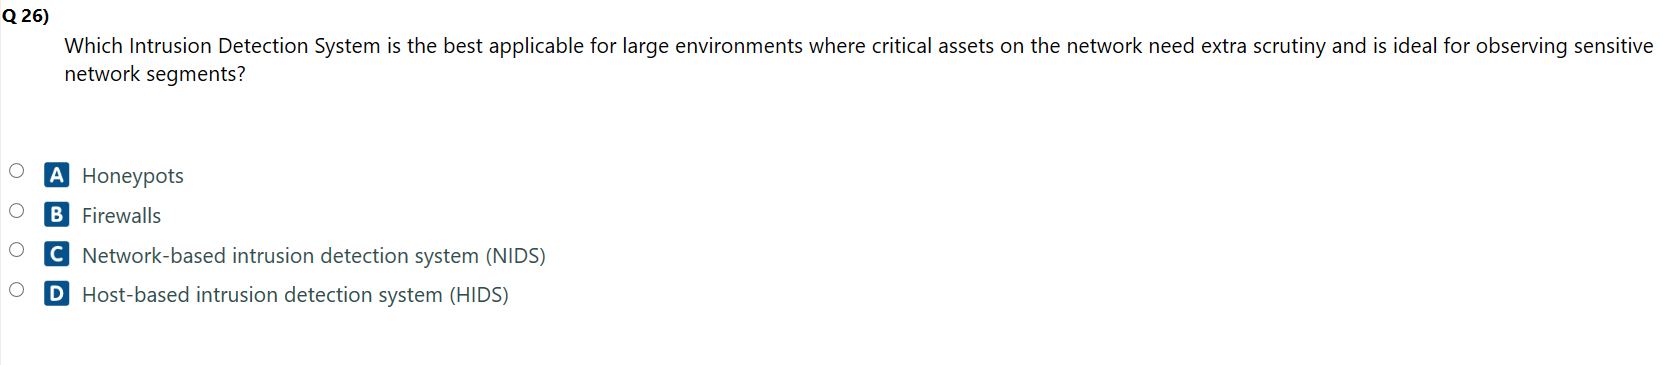 Q 26)
Which Intrusion Detection System is the best applicable for large environments where critical assets on the network need extra scrutiny and is ideal for observing sensitive
network segments?
A Honeypots
B Firewalls
C Network-based intrusion detection system (NIDS)
D Host-based intrusion detection system (HIDS)